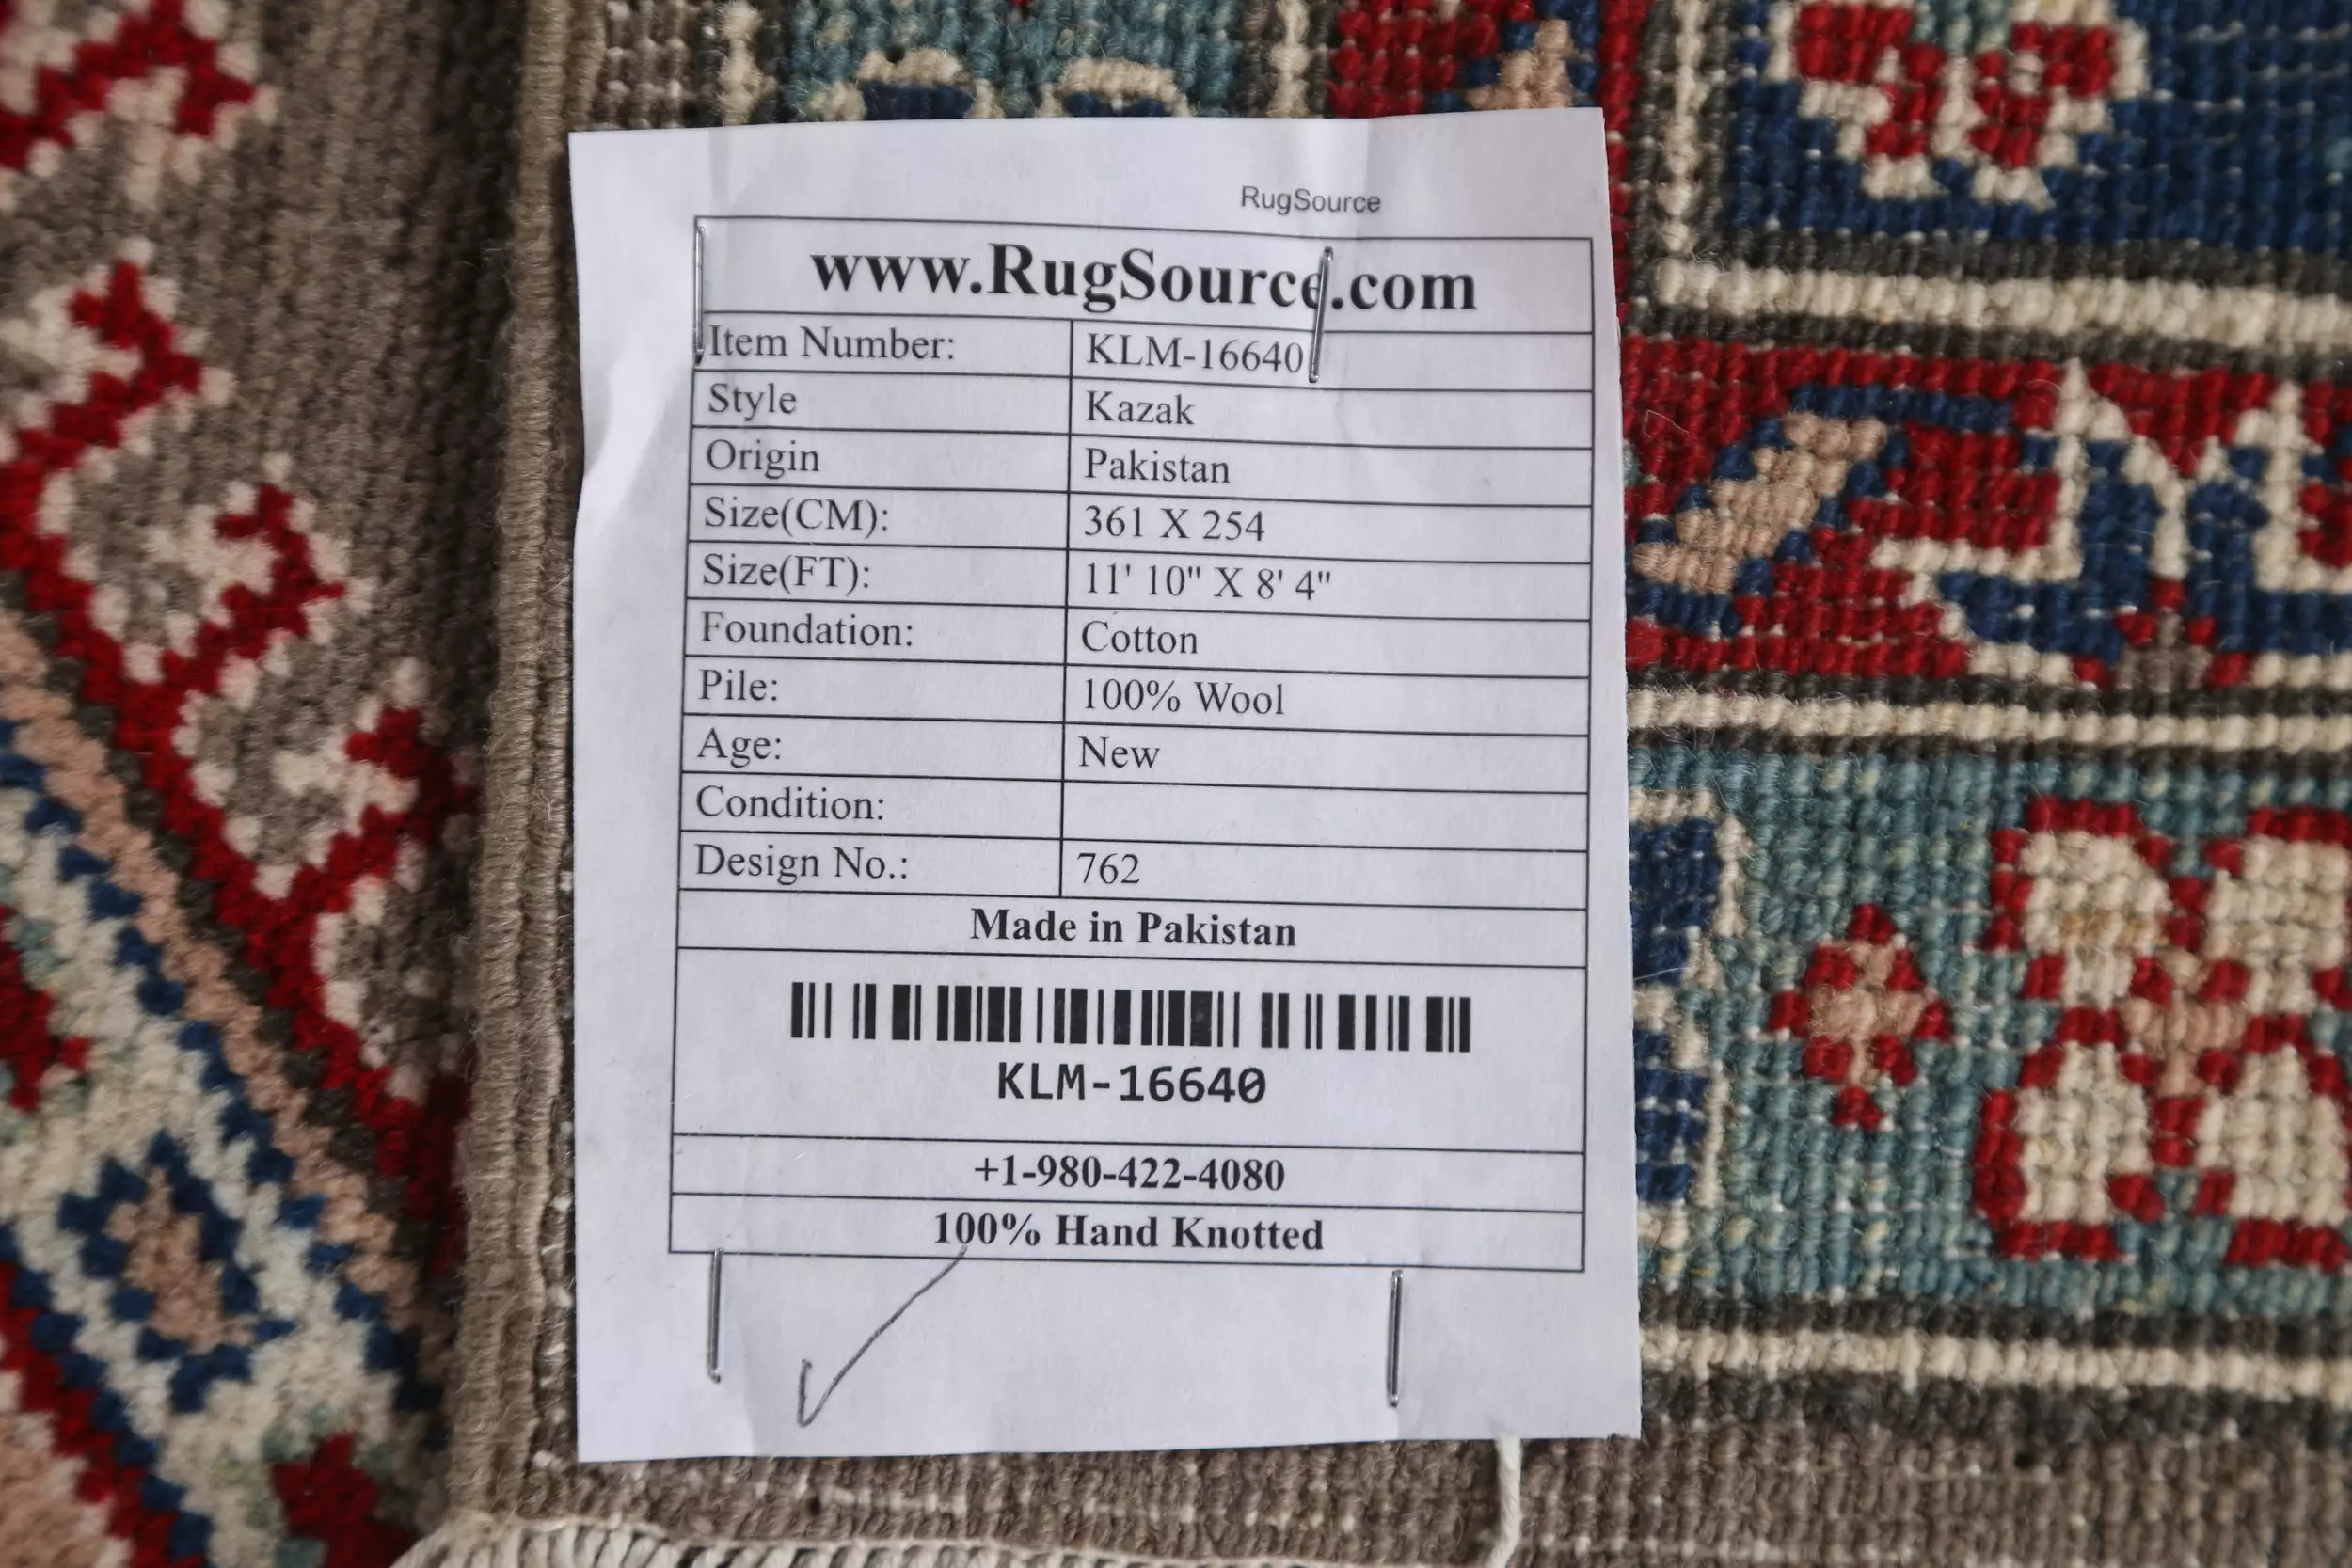 RugSource
www.RugSource.com
Item Number: KLM-16640
Style Kazak
Origin Pakistan
Size(CM): 361 X 254
Size(FT): 11' 10" X 8' 4"
Foundation: Cotton
Pile: 100% Wool
Age: New
Condition:
Design No.: 762
Made in Pakistan
KLM-16640
+1-980-422-4080
100% Hand Knotted